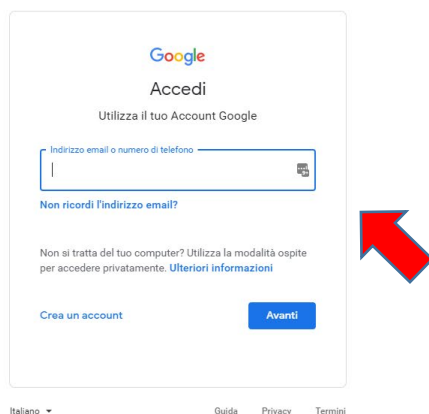 Google
Accedi
Utilizza il tuo Account Google
Indirizzo email o numero di telefono
Non ricordi l'indirizzo email?
Non si tratta del tuo computer? Utilizza la modalità ospite
per accedere privatamente. Ulteriori informazioni
Crea un account Avanti
Italiano Guida Privacy Termini